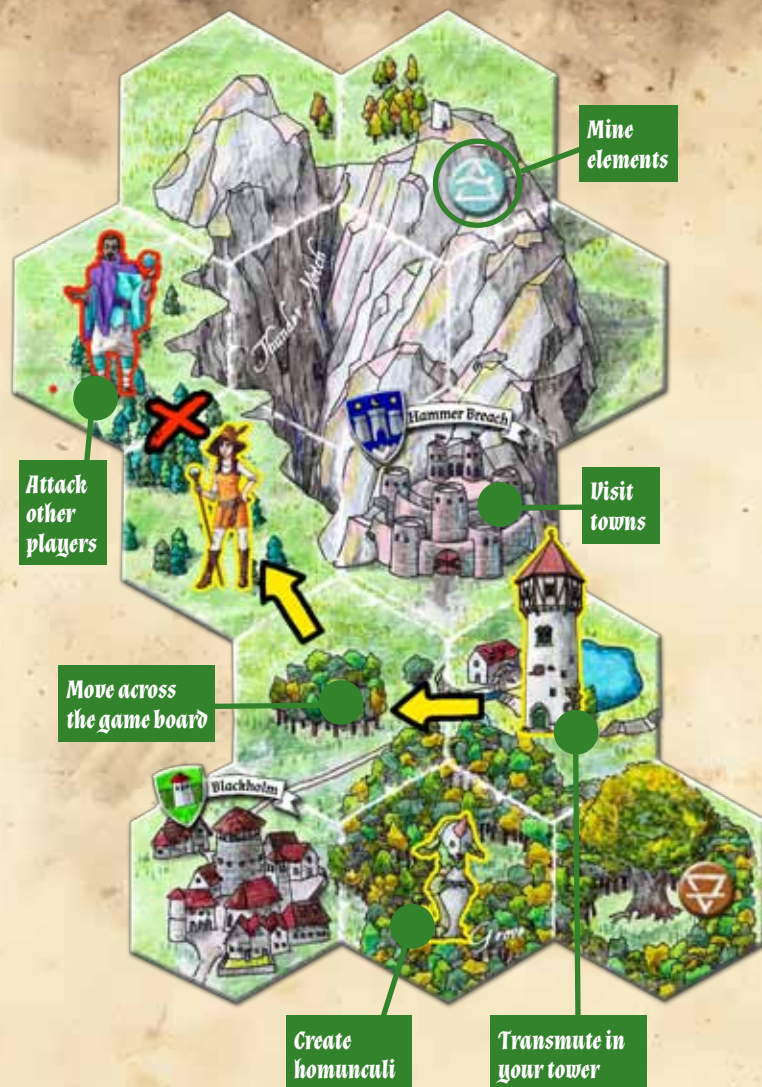 Mine
elements
Thunder Notch
Hammer Breach
Attack
other
players
Visit
towns
Move across
the game board
Blackholm
Grove
Create
homunculi
Transmute in
your tower